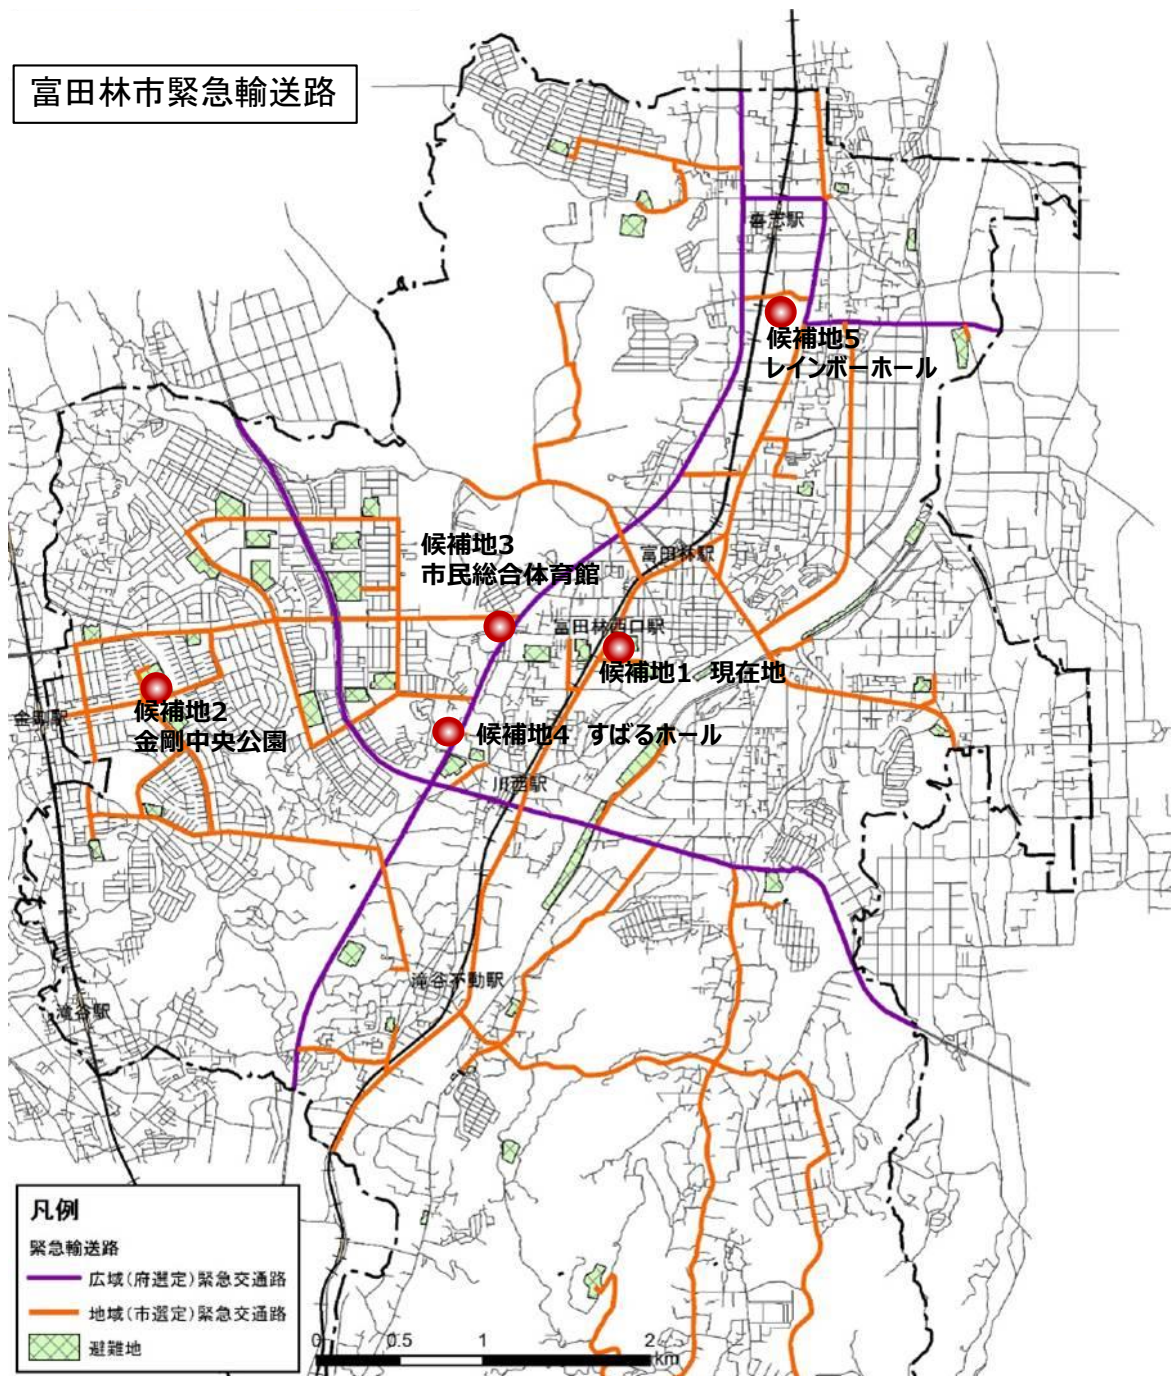 富田林市緊急輸送路
喜志駅
候補地5
レインボーホール
候補地3
市民総合体育館
富田林駅
富田林西口駅
候補地1 現在地
候補地2
金剛中央公園
金剛駅
候補地4 すばるホール
川西駅
滝谷不動駅
滝谷駅
凡例
緊急輸送路
広域(府選定)緊急交通路
地域(市選定)緊急交通路
避難地
0 0.5 1 2
km